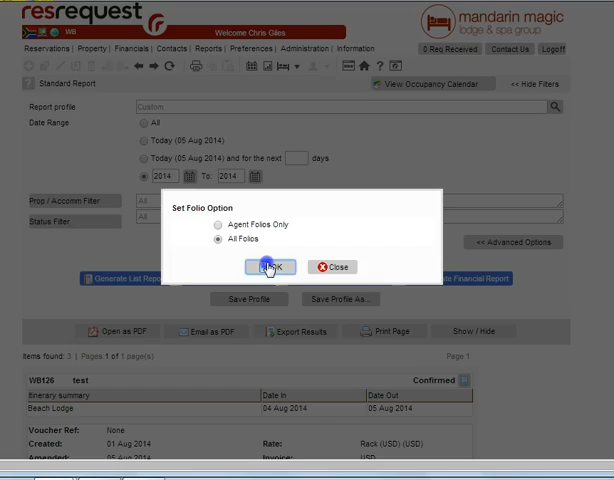 resrequest
mandarin magic
lodge & spa group
WB Welcome Chris Giles
Reservations | Property | Financials | Contacts | Reports | Preferences | Administration | Information
0 Req Received Contact Us Logoff
? Standard Report View Occupancy Calendar << Hide Filters
Report profile Custom
Date Range All
Today (05 Aug 2014)
Today (05 Aug 2014) and for the next days
2014 To: 2014
Prop / Accomm Filter All
Status Filter All
Set Folio Option
Agent Folios Only
All Folios
Close
<< Advanced Options
Generate List Repo
te Financial Report
Save Profile Save Profile As...
Open as PDF Email as PDF Export Results Print Page Show / Hide
Items found: 3 | Pages:1 of 1 page(s) Page 1
WB126 test Confirmed
Itinerary summary Date In Date Out
Beach Lodge 04 Aug 2014 05 Aug 2014
Voucher Ref: None
Created: 01 Aug 2014 Rate: Rack (USD) (USD)
Amended: 05 Aug 2014 Invoice: USD